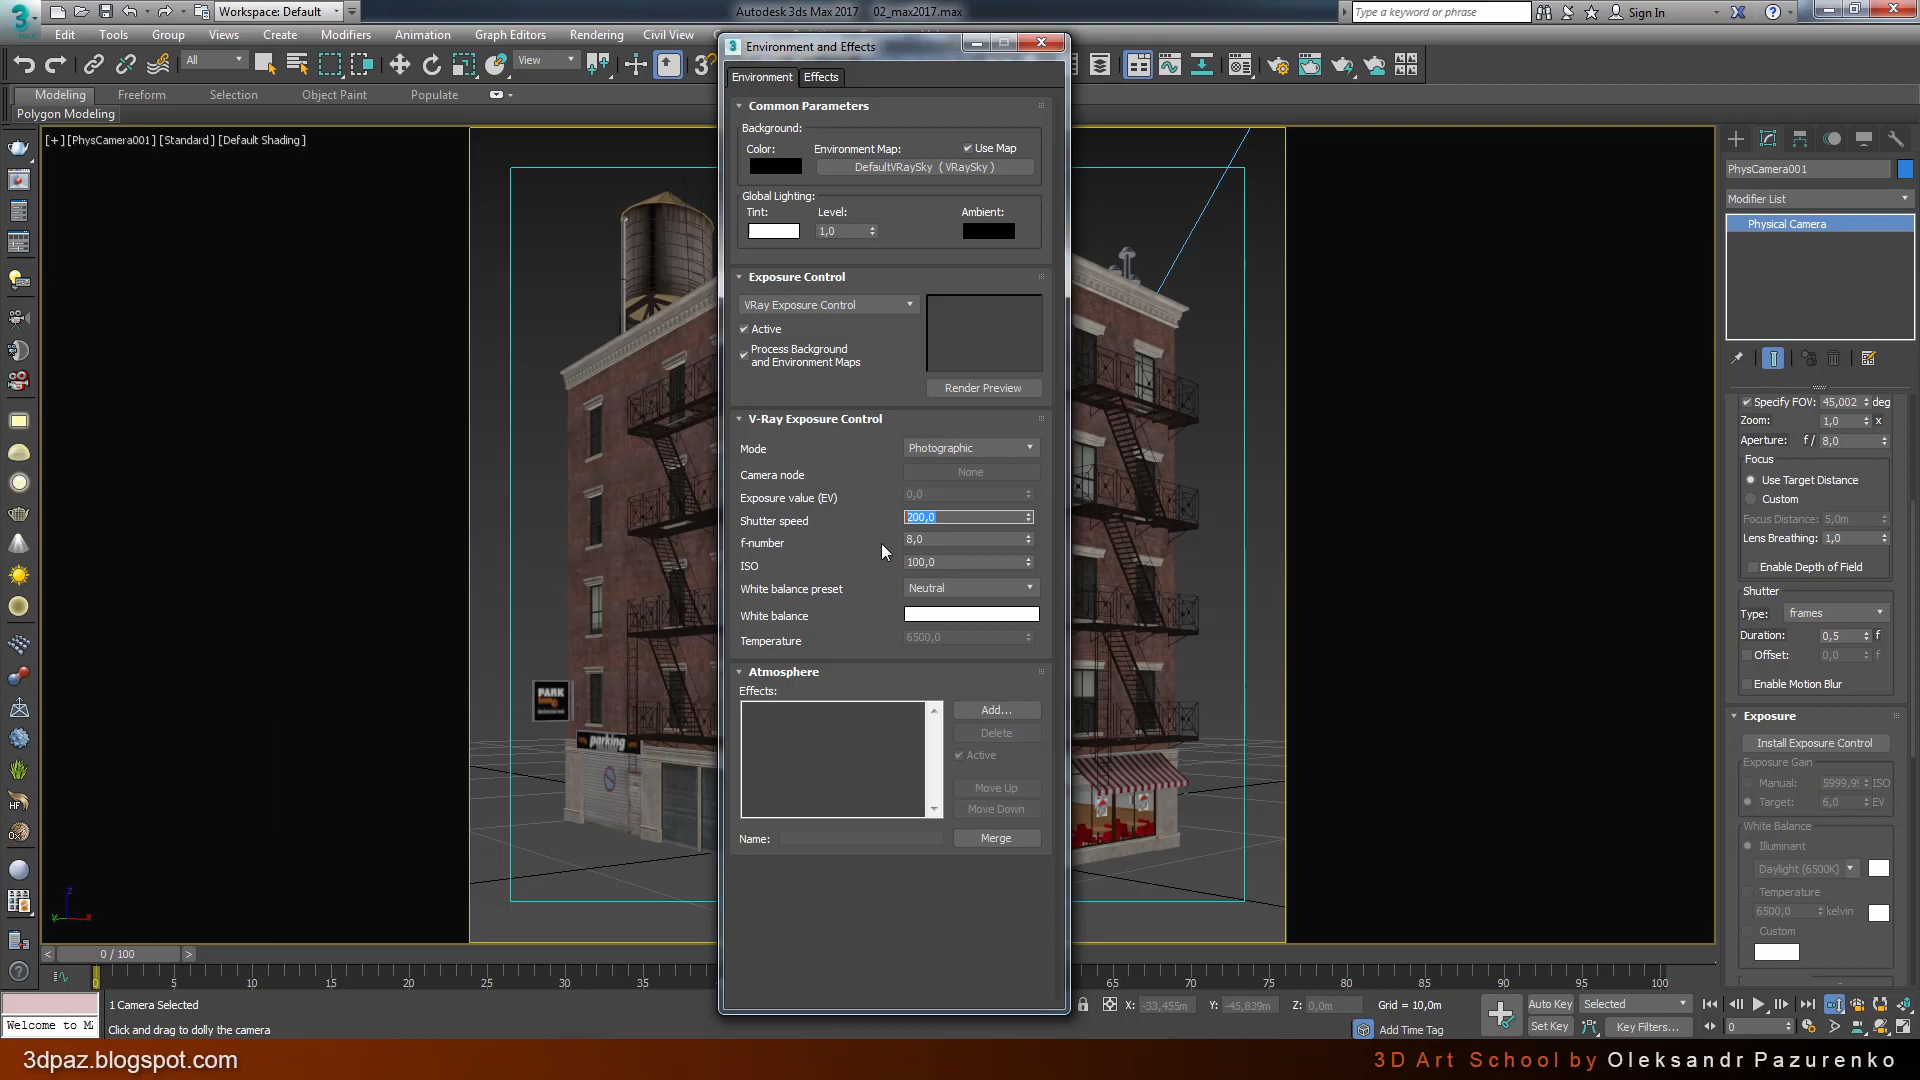 Workspace: Default
Autodesk 3ds Max 2017 02_max2017.max
Type a keyword or phrase
Sign In
Edit Tools Group Views Create Modifiers Animation Graph Editors Rendering Civil View
All
View
Modeling Freeform Selection Object Paint Populate
Polygon Modeling
[+] [PhysCamera001] [Standard] [Default Shading]
Environment and Effects
Environment Effects
Common Parameters
Background:
Color: Environment Map: Use Map
DefaultVRaySky ( VRaySky )
Global Lighting:
Tint: Level: Ambient:
1,0
Exposure Control
VRay Exposure Control
Active
Process Background
and Environment Maps
Render Preview
V-Ray Exposure Control
Mode Photographic
Camera node None
Exposure value (EV) 0,0
Shutter speed 200,0
f-number 8,0
ISO 100,0
White balance preset Neutral
White balance
Temperature 6500,0
Atmosphere
Effects:
Add...
Delete
Active
Move Up
Move Down
Name: Merge
PARK
parking
PhysCamera001
Modifier List
Physical Camera
Specify FOV: 45,002 deg
Zoom: 1,0 x
Aperture: f / 8,0
Focus
Use Target Distance
Custom
Focus Distance: 5,0m
Lens Breathing: 1,0
Enable Depth of Field
Shutter
Type: frames
Duration: 0,5 f
Offset: 0,0 f
Enable Motion Blur
Exposure
Install Exposure Control
Exposure Gain
Manual: 5999,9 ISO
Target: 6,0 EV
White Balance
Illuminant
Daylight (6500K)
Temperature
6500,0 kelvin
Custom
< 0 / 100 >
0 5 10 15 20 25 30 35 40 65 70 75 80 85 90 95 100
Welcome to M
1 Camera Selected
Click and drag to dolly the camera
X: -33,455m Y: -45,839m Z: 0,0m Grid = 10,0m
Add Time Tag
Auto Key Selected
Set Key Key Filters...
0
3dpaz.blogspot.com
3D Art School by Oleksandr Pazurenko